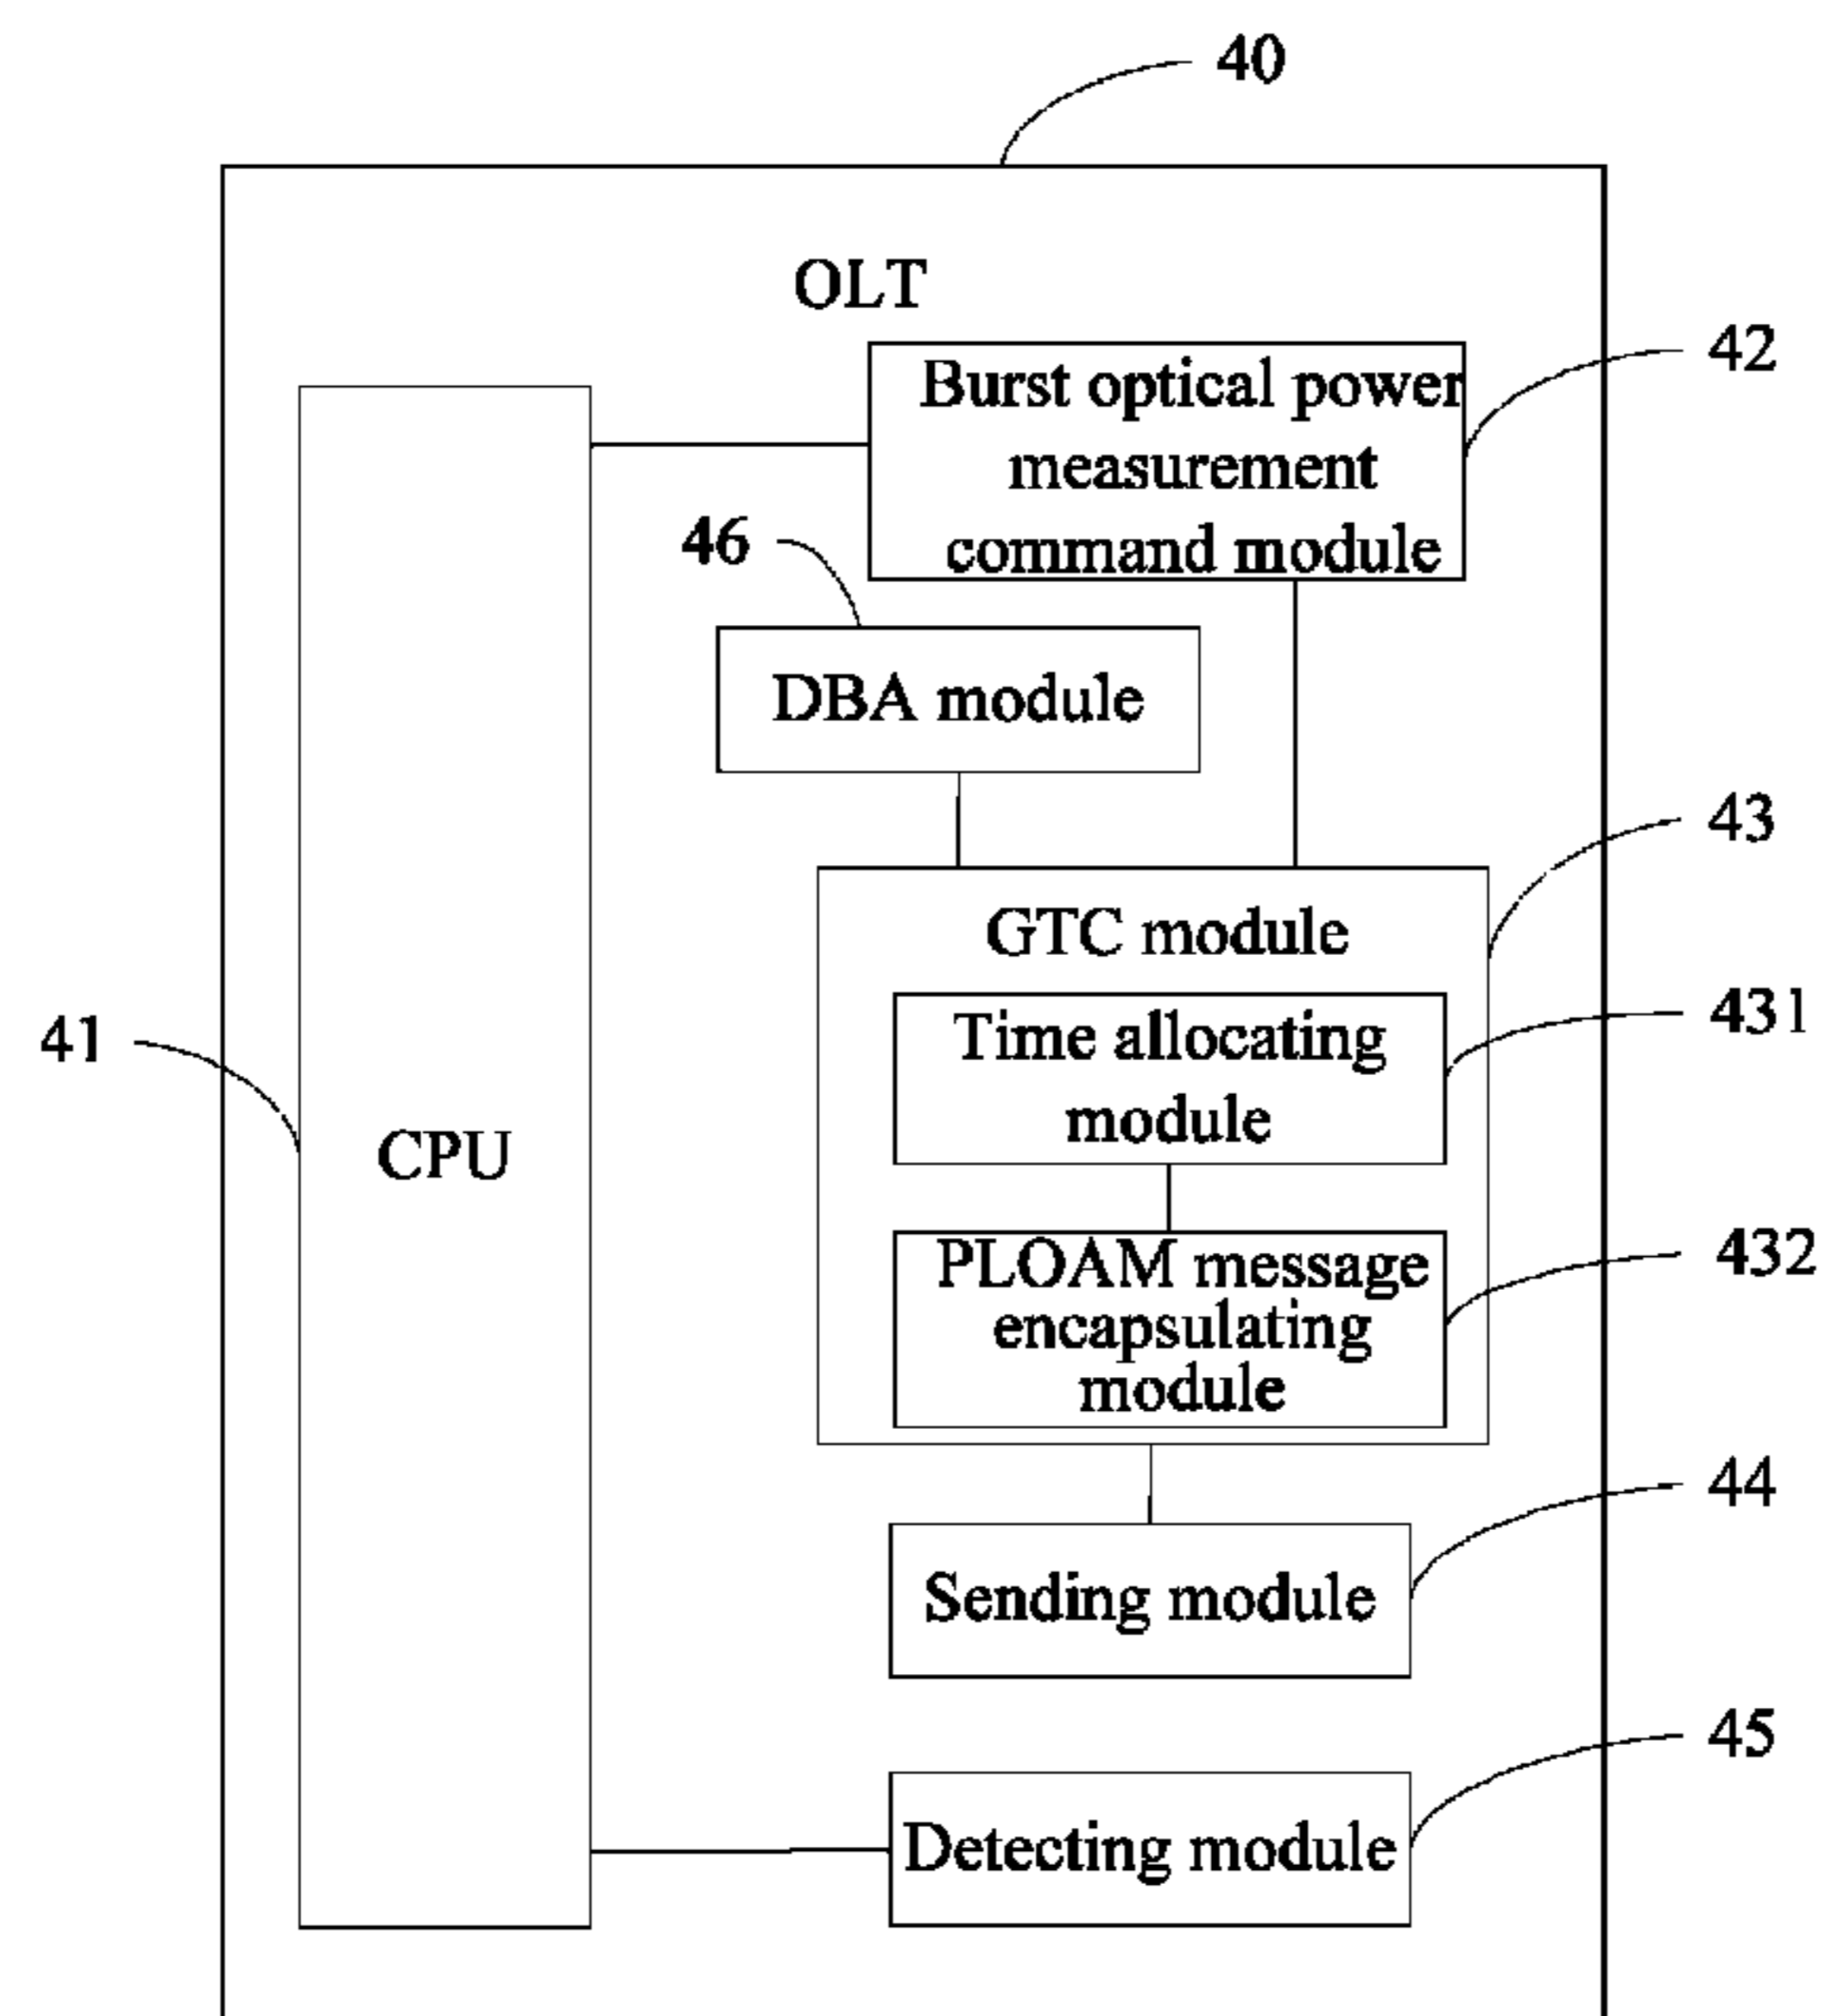 40
OLT
42
Burst optical power
measurement
command module
46
DBA module
43
GTC module
431
Time allocating
module
41
CPU
432
PLOAM message
encapsulating
module
44
Sending module
45
Detecting module